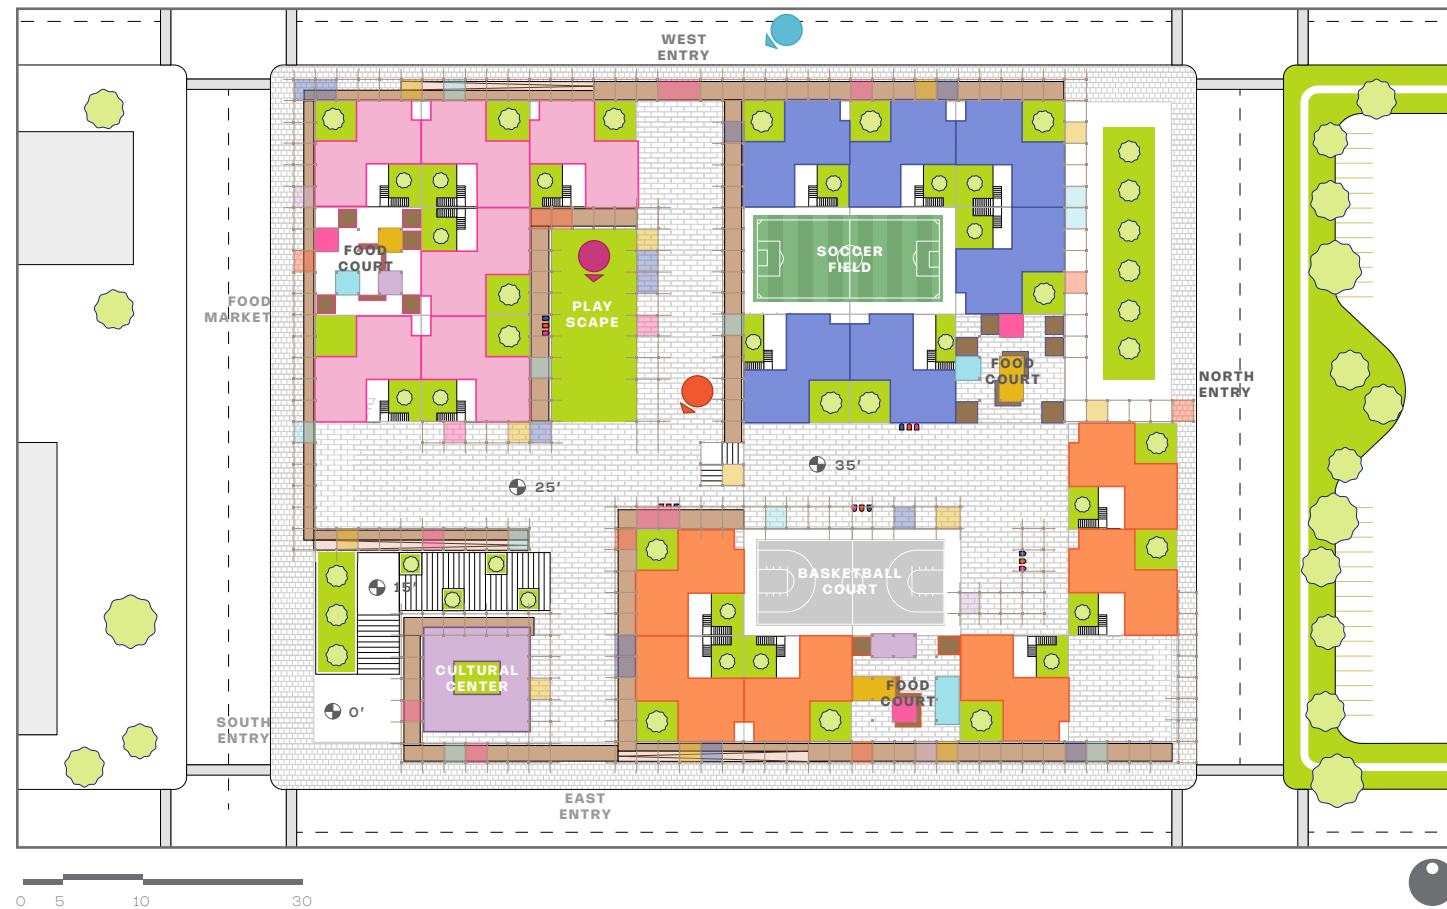 WEST
ENTRY
FOOD
COURT
SOCCER
FIELD
FOOD
MARKET
PLAY
SCAPE
FOOD
COURT
NORTH
ENTRY
35'
25'
15'
BASKETBALL
COURT
CULTURAL
CENTER
FOOD
COURT
0'
SOUTH
ENTRY
EAST
ENTRY
0 5 10 30